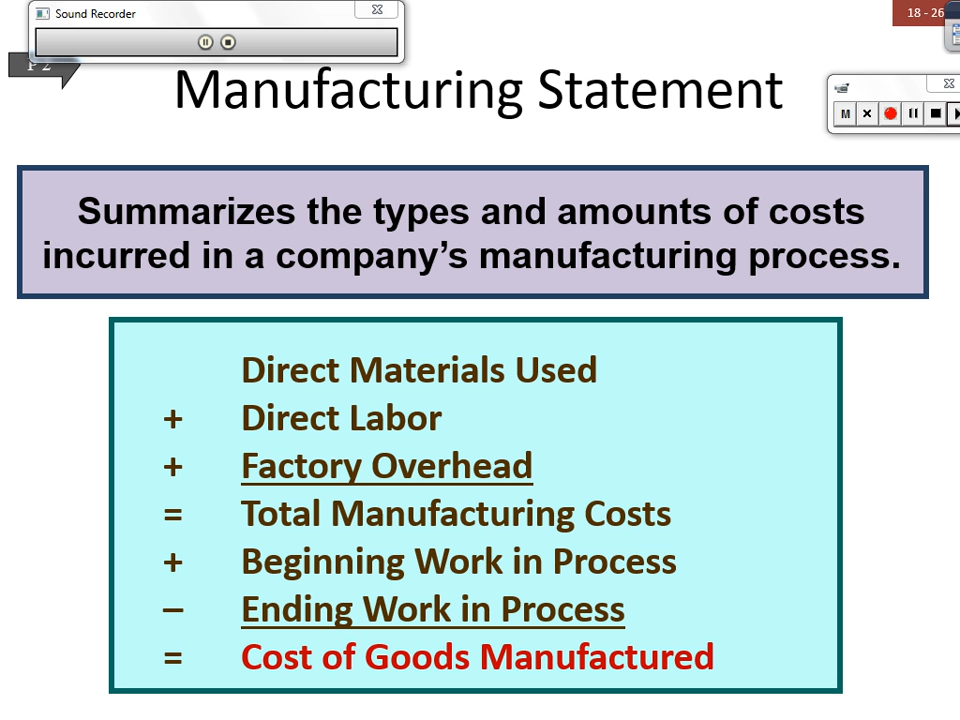 Sound Recorder
18 - 26
P 2
Manufacturing Statement
M
Summarizes the types and amounts of costs
incurred in a company’s manufacturing process.
Direct Materials Used
+ Direct Labor
+ Factory Overhead
= Total Manufacturing Costs
+ Beginning Work in Process
– Ending Work in Process
= Cost of Goods Manufactured